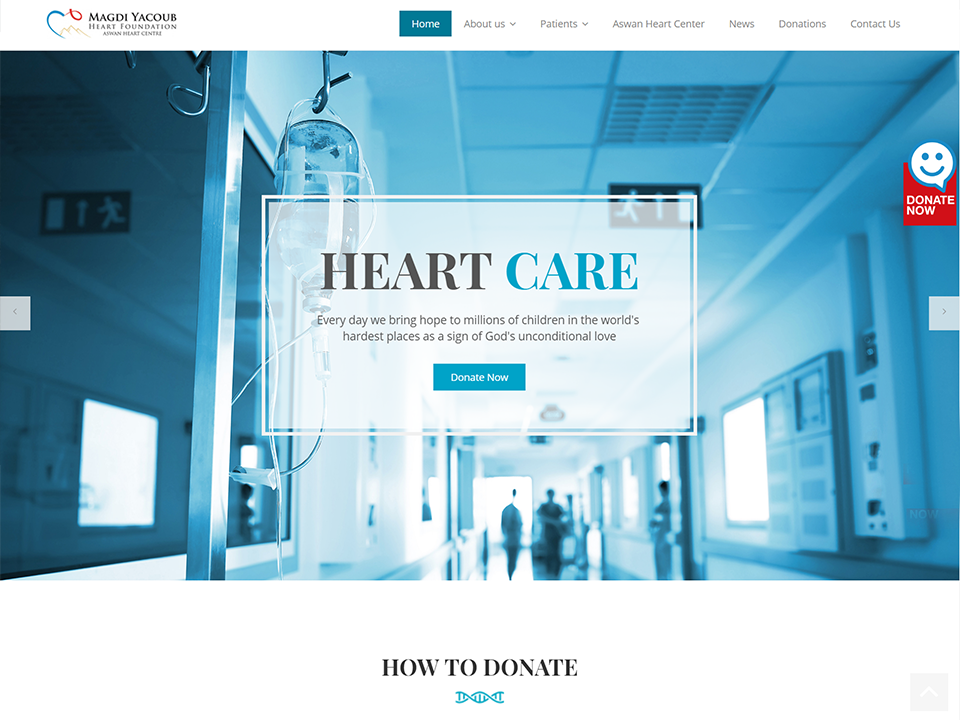 MAGDI YACOUB
HEART FOUNDATION
ASWAN HEART CENTRE
Home
About us
Patients
Aswan Heart Center
News
Donations
Contact Us
DONATE
NOW
HEART CARE
Every day we bring hope to millions of children in the world's
hardest places as a sign of God's unconditional love
Donate Now
NOW
HOW TO DONATE